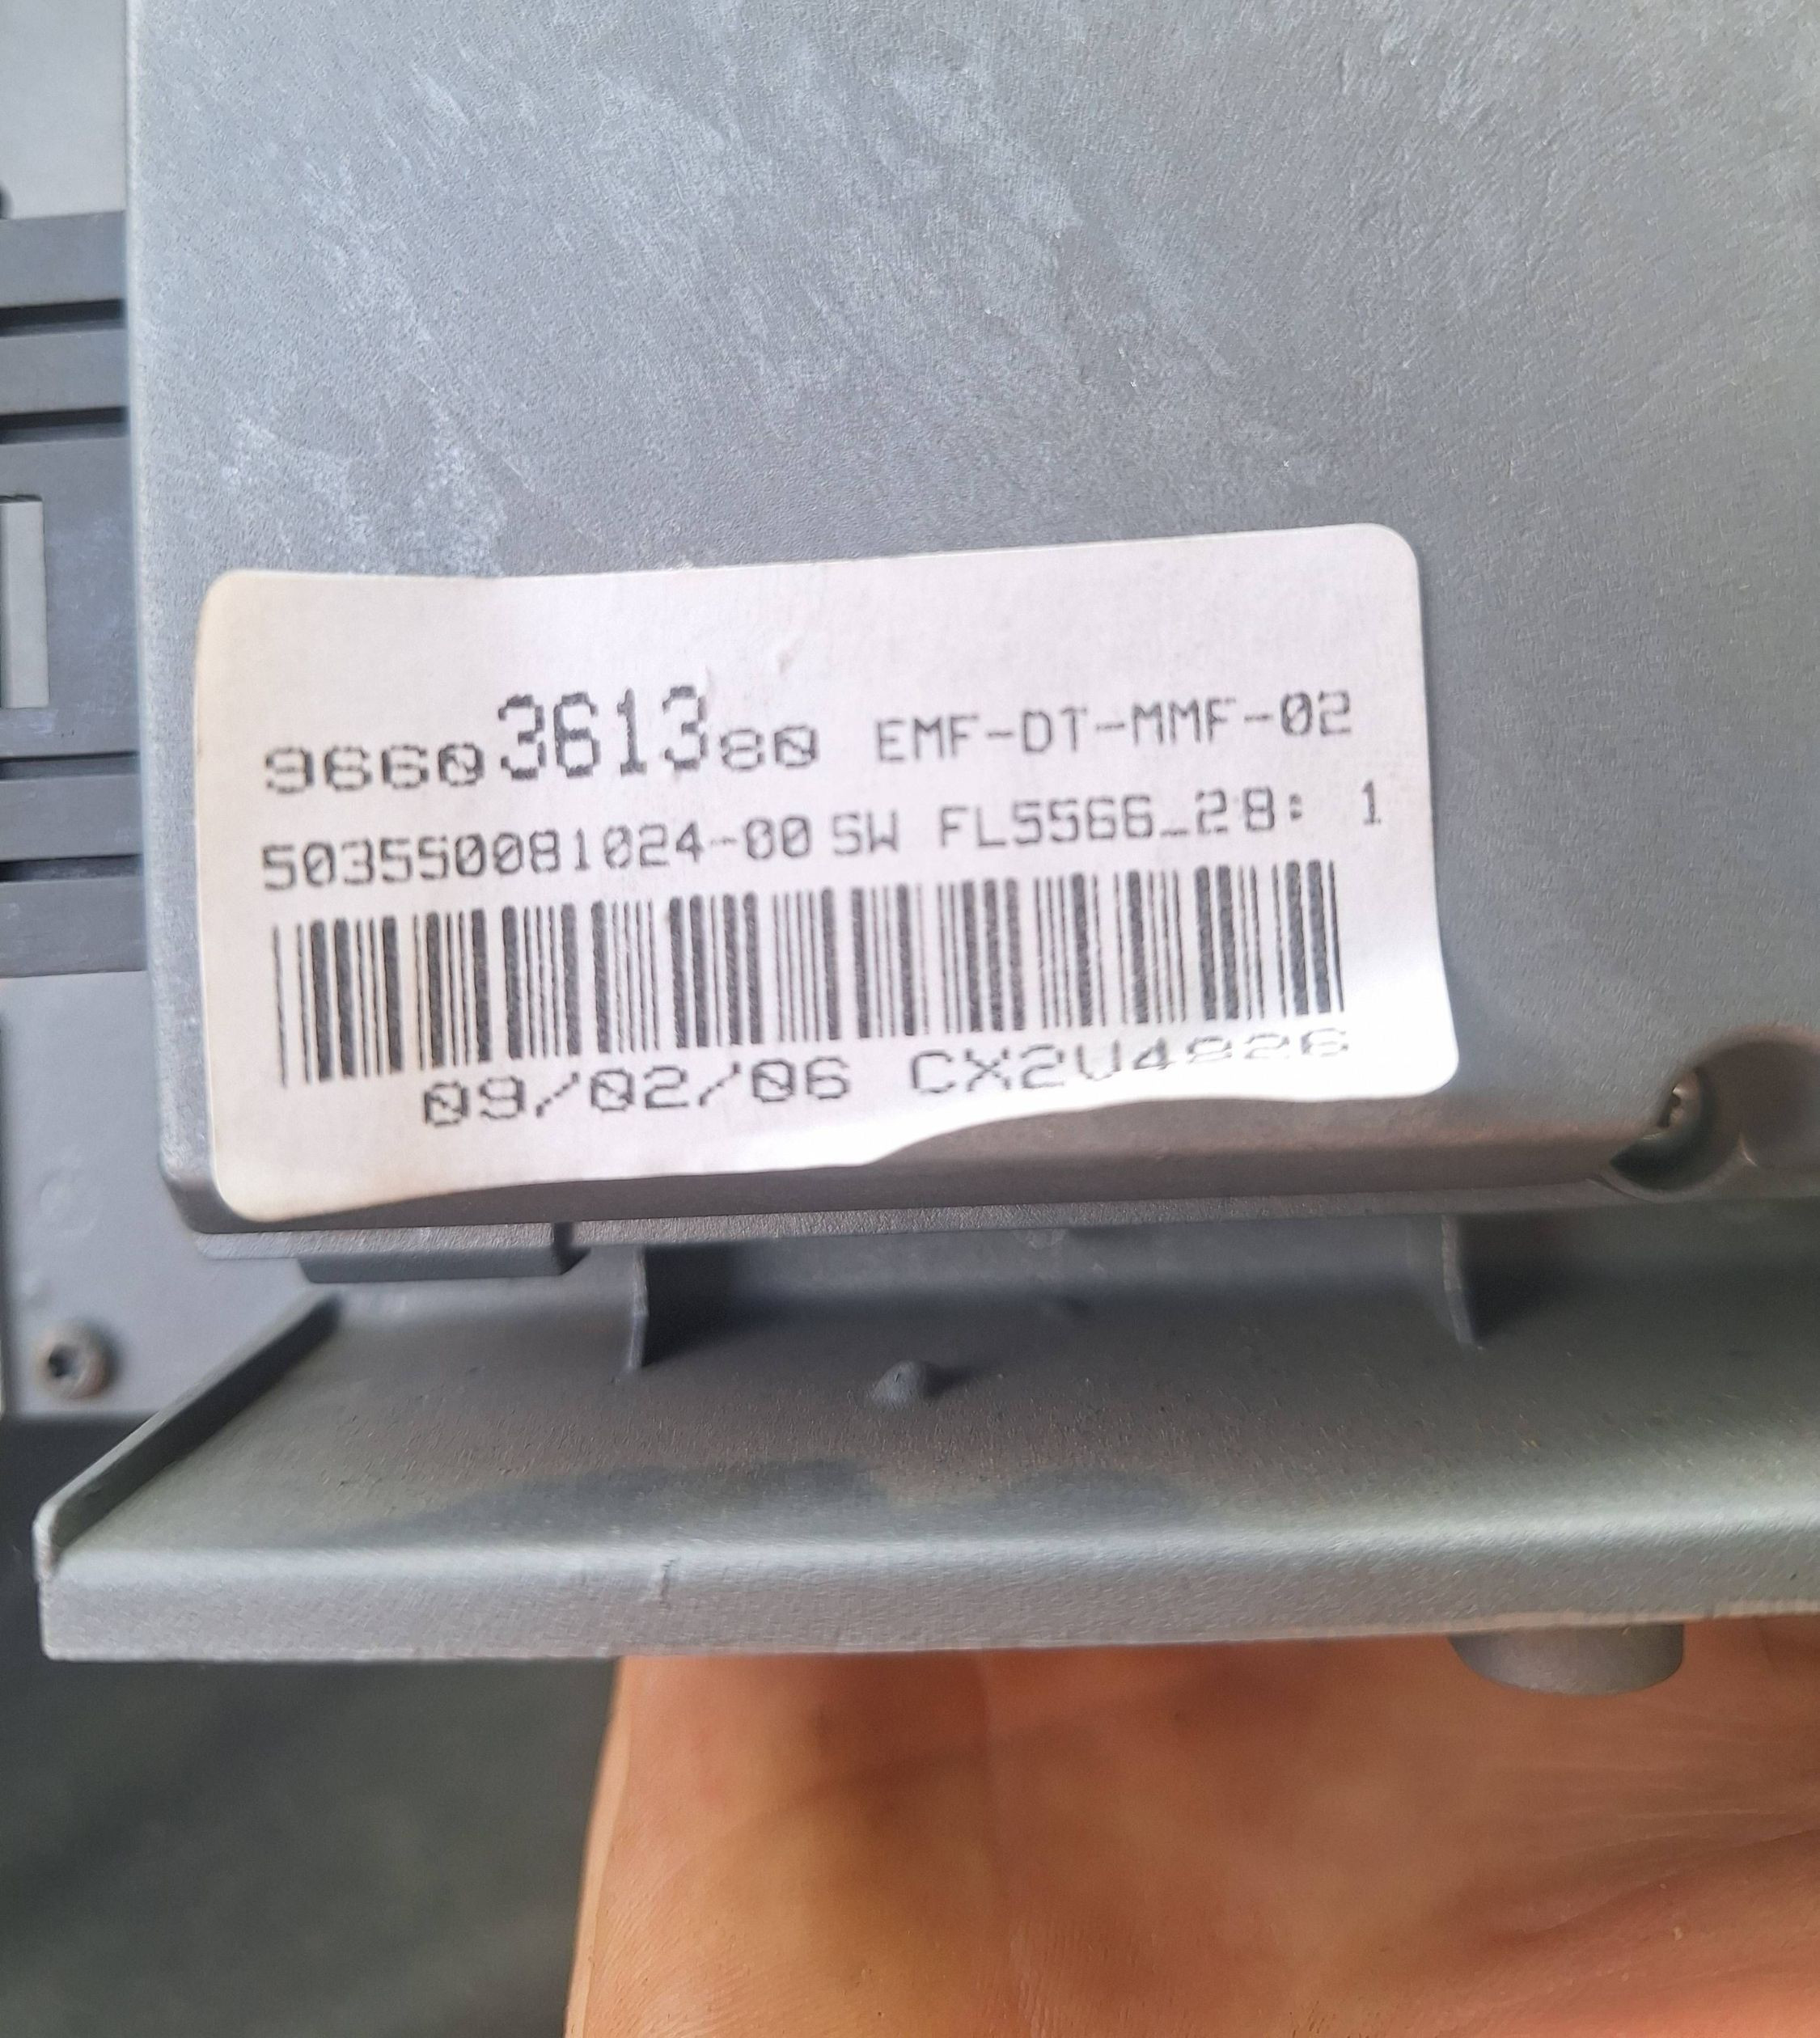 9660361380 EMF-DT-MMF-02
503550081024-00 SW FL5566_28: 1
09/02/06 CX2V4826